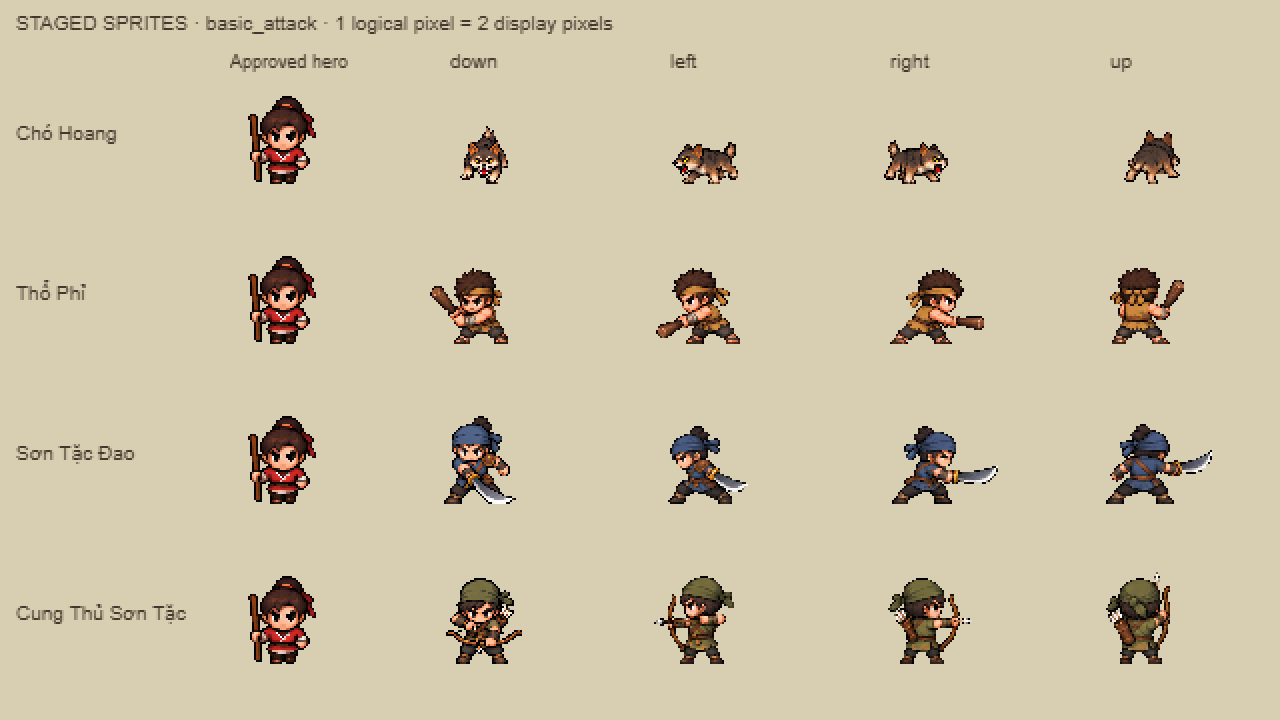 STAGED SPRITES · basic_attack · 1 logical pixel = 2 display pixels
Approved hero down left right up
Chó Hoang
Thổ Phỉ
Sơn Tặc Đao
Cung Thủ Sơn Tặc